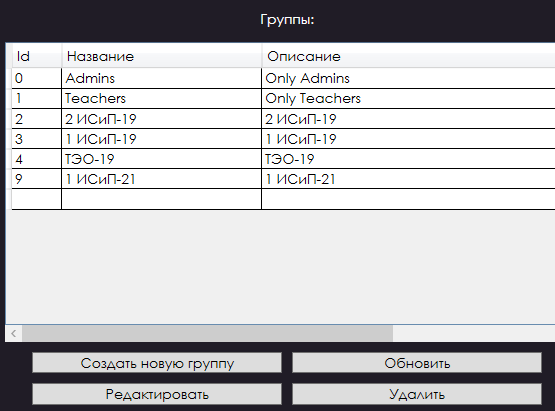 Группы:
Id Название Описание
0 Admins Only Admins
1 Teachers Only Teachers
2 2 ИСиП-19 2 ИСиП-19
3 1 ИСиП-19 1 ИСиП-19
4 ТЭО-19 ТЭО-19
9 1 ИСиП-21 1 ИСиП-21
Создать новую группу Обновить
Редактировать Удалить